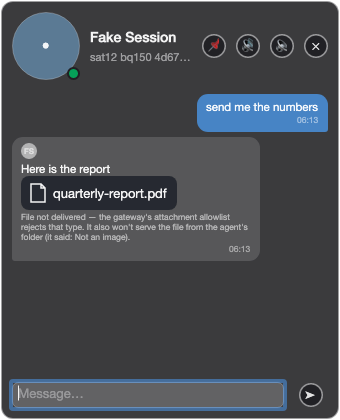 Fake Session
sat12 bq150 4d67…
send me the numbers
06:13
FS
Here is the report
quarterly-report.pdf
File not delivered — the gateway's attachment allowlist
rejects that type. It also won't serve the file from the agent's
folder (it said: Not an image).
06:13
Message…